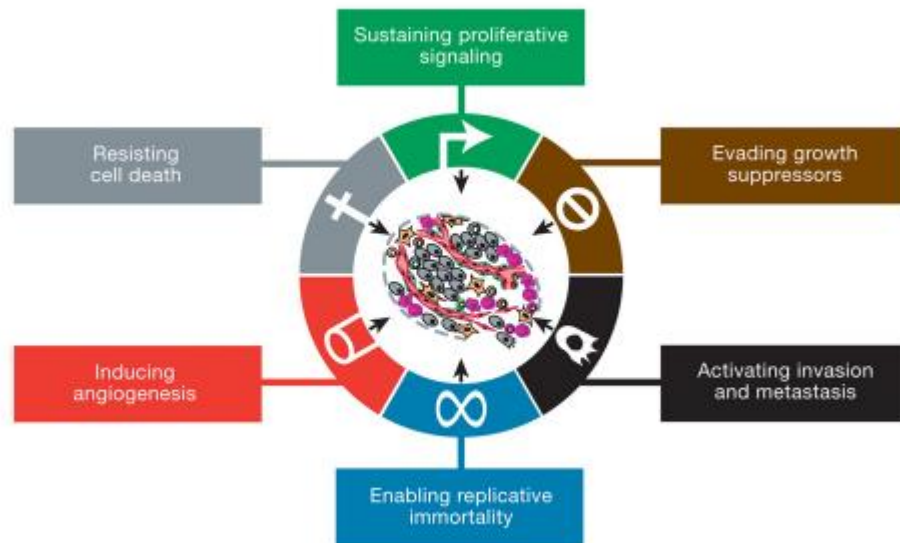 Sustaining proliferative
signaling
Resisting
cell death
Evading growth
suppressors
Inducing
angiogenesis
Activating invasion
and metastasis
Enabling replicative
immortality